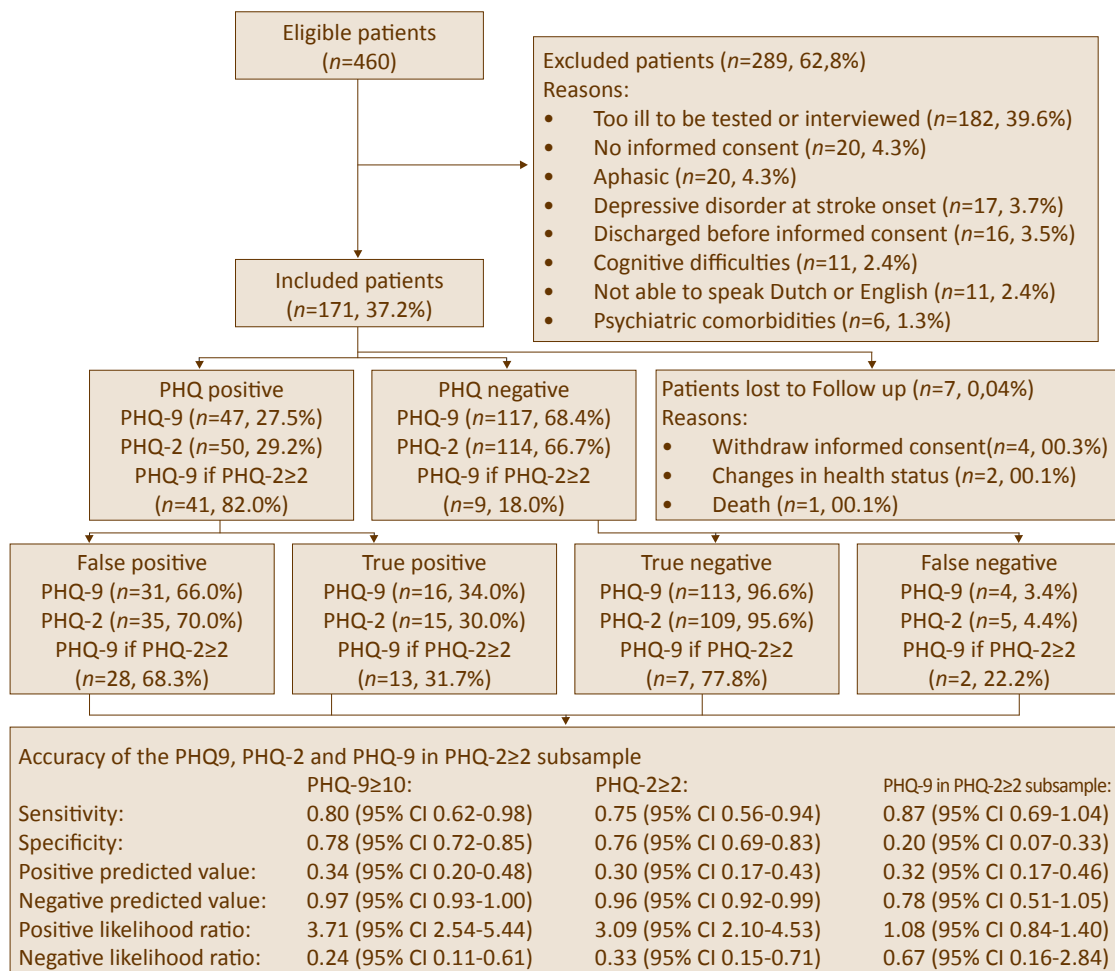 Eligible patients
(n=460)
Excluded patients (n=289, 62,8%)
Reasons:
• Too ill to be tested or interviewed (n=182, 39.6%)
• No informed consent (n=20, 4.3%)
• Aphasic (n=20, 4.3%)
• Depressive disorder at stroke onset (n=17, 3.7%)
• Discharged before informed consent (n=16, 3.5%)
• Cognitive difficulties (n=11, 2.4%)
• Not able to speak Dutch or English (n=11, 2.4%)
• Psychiatric comorbidities (n=6, 1.3%)
Included patients
(n=171, 37.2%)
PHQ positive
PHQ-9 (n=47, 27.5%)
PHQ-2 (n=50, 29.2%)
PHQ-9 if PHQ-2≥2
(n=41, 82.0%)
PHQ negative
PHQ-9 (n=117, 68.4%)
PHQ-2 (n=114, 66.7%)
PHQ-9 if PHQ-2≥2
(n=9, 18.0%)
Patients lost to Follow up (n=7, 0,04%)
Reasons:
• Withdraw informed consent(n=4, 00.3%)
• Changes in health status (n=2, 00.1%)
• Death (n=1, 00.1%)
False positive
PHQ-9 (n=31, 66.0%)
PHQ-2 (n=35, 70.0%)
PHQ-9 if PHQ-2≥2
(n=28, 68.3%)
True positive
PHQ-9 (n=16, 34.0%)
PHQ-2 (n=15, 30.0%)
PHQ-9 if PHQ-2≥2
(n=13, 31.7%)
True negative
PHQ-9 (n=113, 96.6%)
PHQ-2 (n=109, 95.6%)
PHQ-9 if PHQ-2≥2
(n=7, 77.8%)
False negative
PHQ-9 (n=4, 3.4%)
PHQ-2 (n=5, 4.4%)
PHQ-9 if PHQ-2≥2
(n=2, 22.2%)
Accuracy of the PHQ9, PHQ-2 and PHQ-9 in PHQ-2≥2 subsample
PHQ-9≥10: PHQ-2≥2: PHQ-9 in PHQ-2≥2 subsample:
Sensitivity: 0.80 (95% CI 0.62-0.98) 0.75 (95% CI 0.56-0.94) 0.87 (95% CI 0.69-1.04)
Specificity: 0.78 (95% CI 0.72-0.85) 0.76 (95% CI 0.69-0.83) 0.20 (95% CI 0.07-0.33)
Positive predicted value: 0.34 (95% CI 0.20-0.48) 0.30 (95% CI 0.17-0.43) 0.32 (95% CI 0.17-0.46)
Negative predicted value: 0.97 (95% CI 0.93-1.00) 0.96 (95% CI 0.92-0.99) 0.78 (95% CI 0.51-1.05)
Positive likelihood ratio: 3.71 (95% CI 2.54-5.44) 3.09 (95% CI 2.10-4.53) 1.08 (95% CI 0.84-1.40)
Negative likelihood ratio: 0.24 (95% CI 0.11-0.61) 0.33 (95% CI 0.15-0.71) 0.67 (95% CI 0.16-2.84)